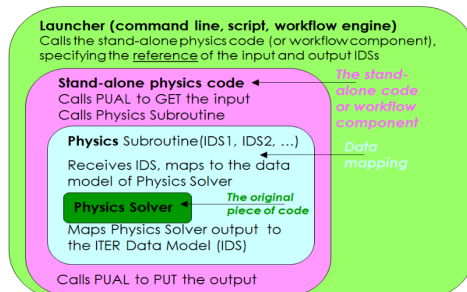 Launcher (command line, script, workflow engine)
Calls the stand-alone physics code (or workflow component),
specifying the reference of the input and output IDSs
Stand-alone physics code
Calls PUAL to GET the input
Calls Physics Subroutine
The stand-
alone code
or workflow
component
Physics Subroutine(IDS1, IDS2, …)
Receives IDS, maps to the data
model of Physics Solver
Data
mapping
Physics Solver
The original
piece of code
Maps Physics Solver output to
the ITER Data Model (IDS)
Calls PUAL to PUT the output